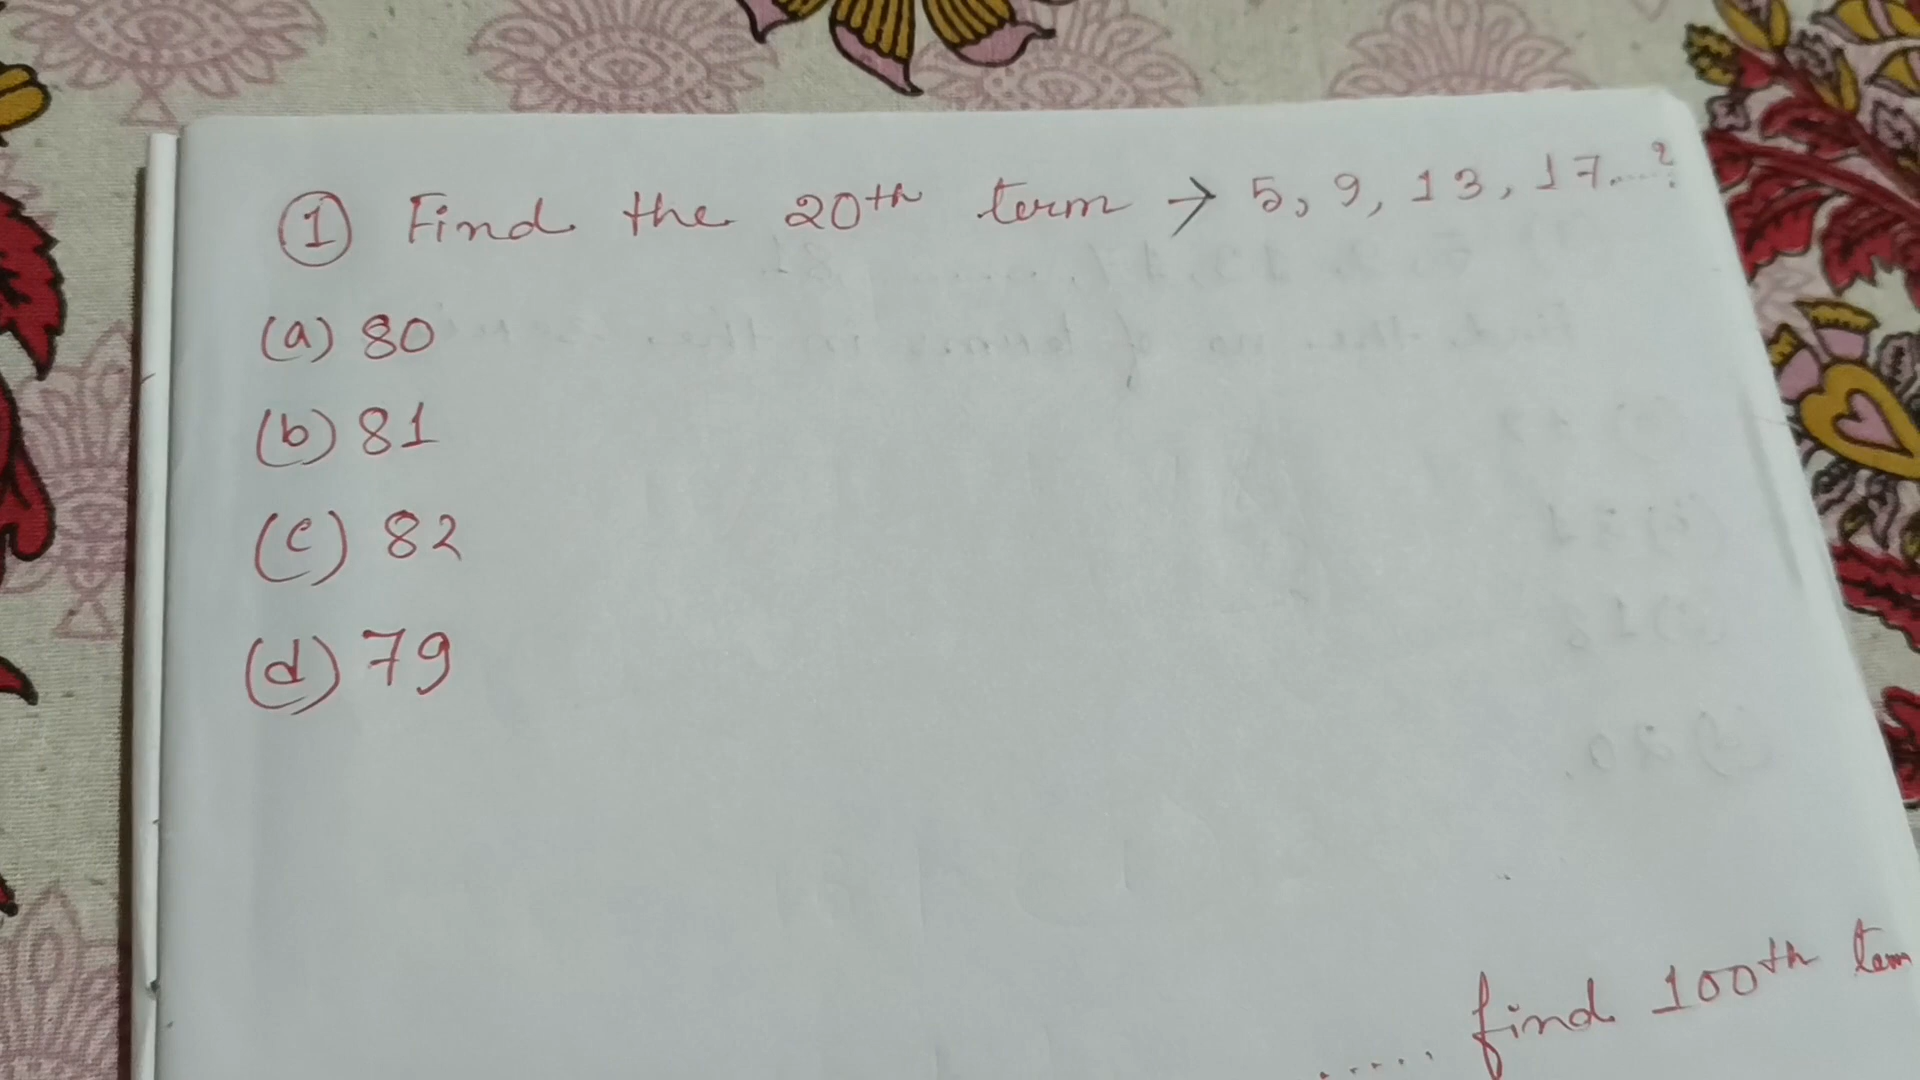 ① Find the 20th term → 5, 9, 13, 17.....?
(a) 80
(b) 81
(c) 82
(d) 79
..... find 100th term